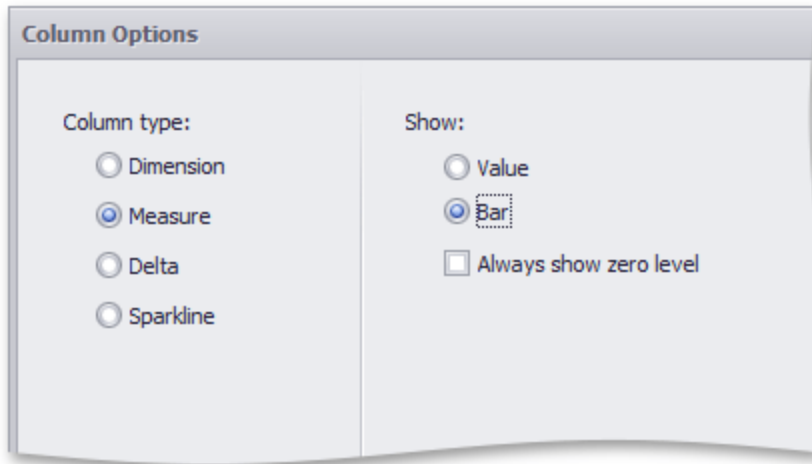 Column Options
Column type:
Dimension
Measure
Delta
Sparkline
Show:
Value
Bar
Always show zero level